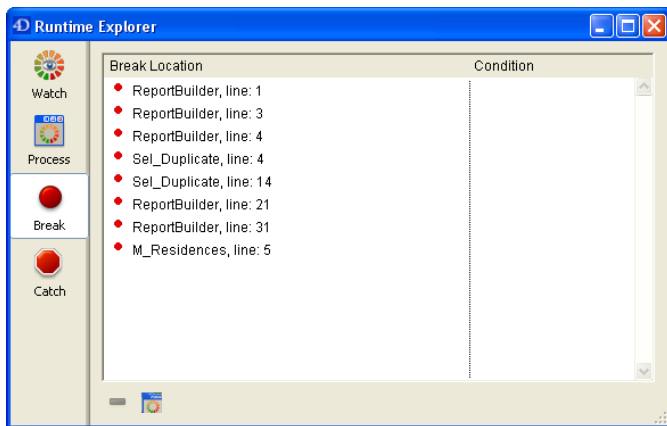 4D Runtime Explorer
Watch
Process
Break
Catch
Break Location Condition
ReportBuilder, line: 1
ReportBuilder, line: 3
ReportBuilder, line: 4
Sel_Duplicate, line: 4
Sel_Duplicate, line: 14
ReportBuilder, line: 21
ReportBuilder, line: 31
M_Residences, line: 5